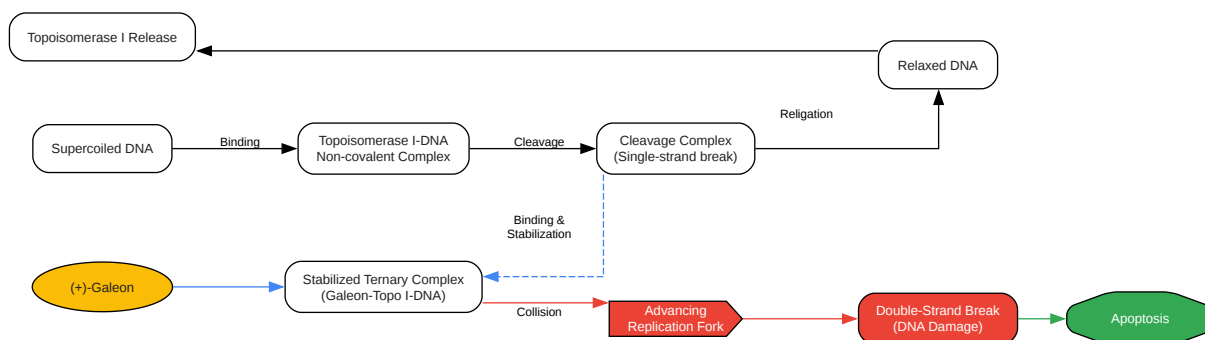 Topoisomerase I Release
Relaxed DNA
Religation
Supercoiled DNA
Binding
Topoisomerase I-DNA
Non-covalent Complex
Cleavage
Cleavage Complex
(Single-strand break)
Binding &
Stabilization
(+)-Galeon
Stabilized Ternary Complex
(Galeon-Topo I-DNA)
Collision
Advancing
Replication Fork
Double-Strand Break
(DNA Damage)
Apoptosis